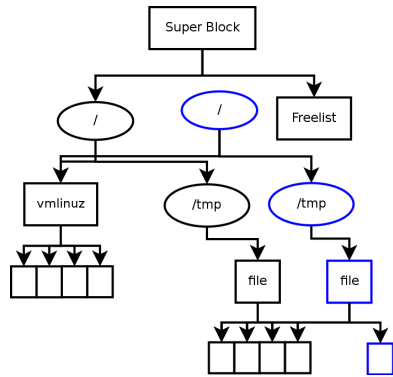 Super Block
/
/
Freelist
vmlinuz
/tmp
/tmp
file
file